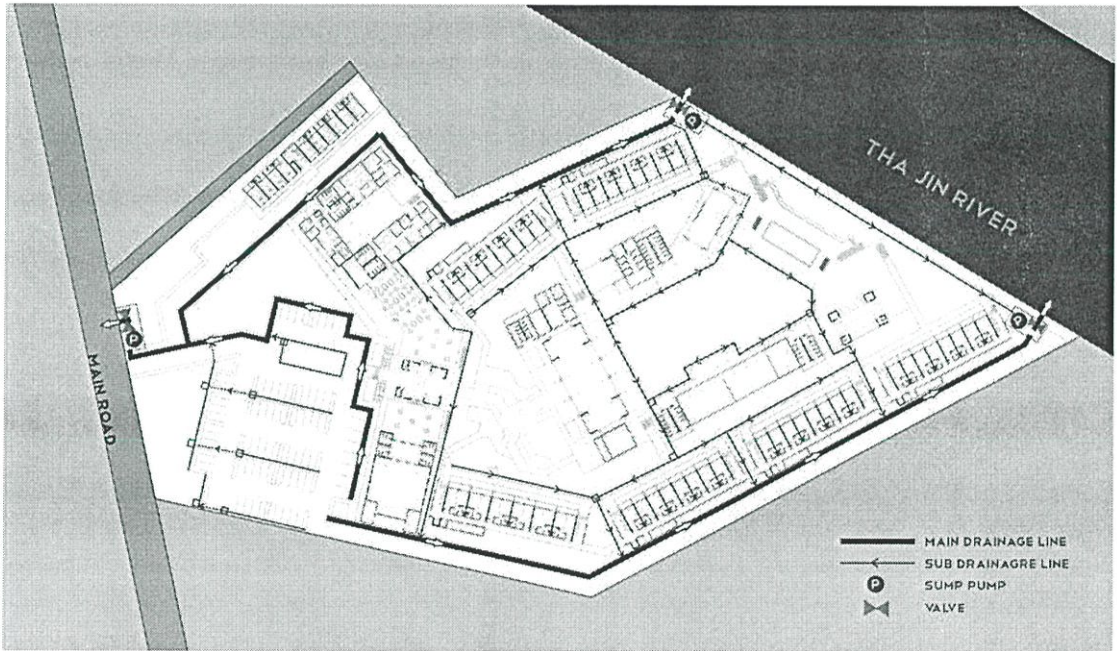 THA JIN RIVER
P
P
P
MAIN ROAD
MAIN DRAINAGE LINE
SUB DRAINAGRE LINE
P SUMP PUMP
VALVE